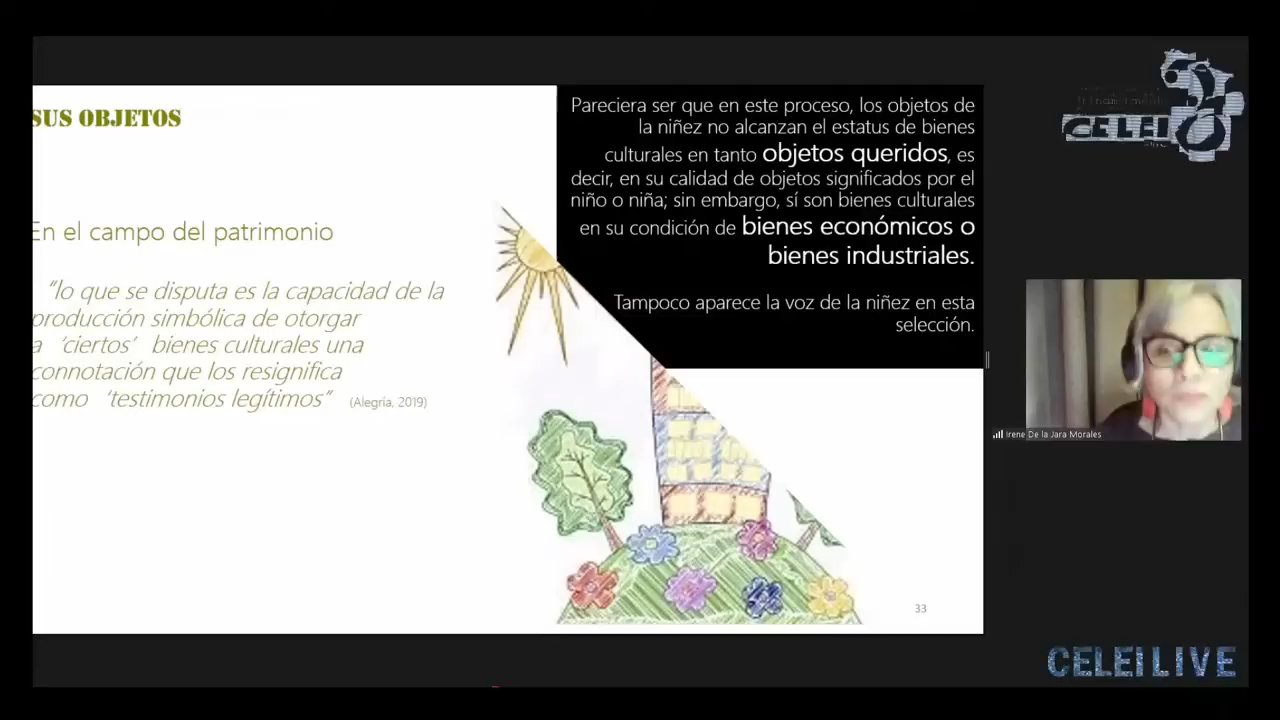 SUS OBJETOS
En el campo del patrimonio
“lo que se disputa es la capacidad de la
producción simbólica de otorgar
a ‘ciertos’ bienes culturales una
connotación que los resignifica
como ‘testimonios legítimos” (Alegría, 2019)
Pareciera ser que en este proceso, los objetos de
la niñez no alcanzan el estatus de bienes
culturales en tanto objetos queridos, es
decir, en su calidad de objetos significados por el
niño o niña; sin embargo, sí son bienes culturales
en su condición de bienes económicos o
bienes industriales.
Tampoco aparece la voz de la niñez en esta
selección.
33
CELEI
Irene De la Jara Morales
CELEI LIVE